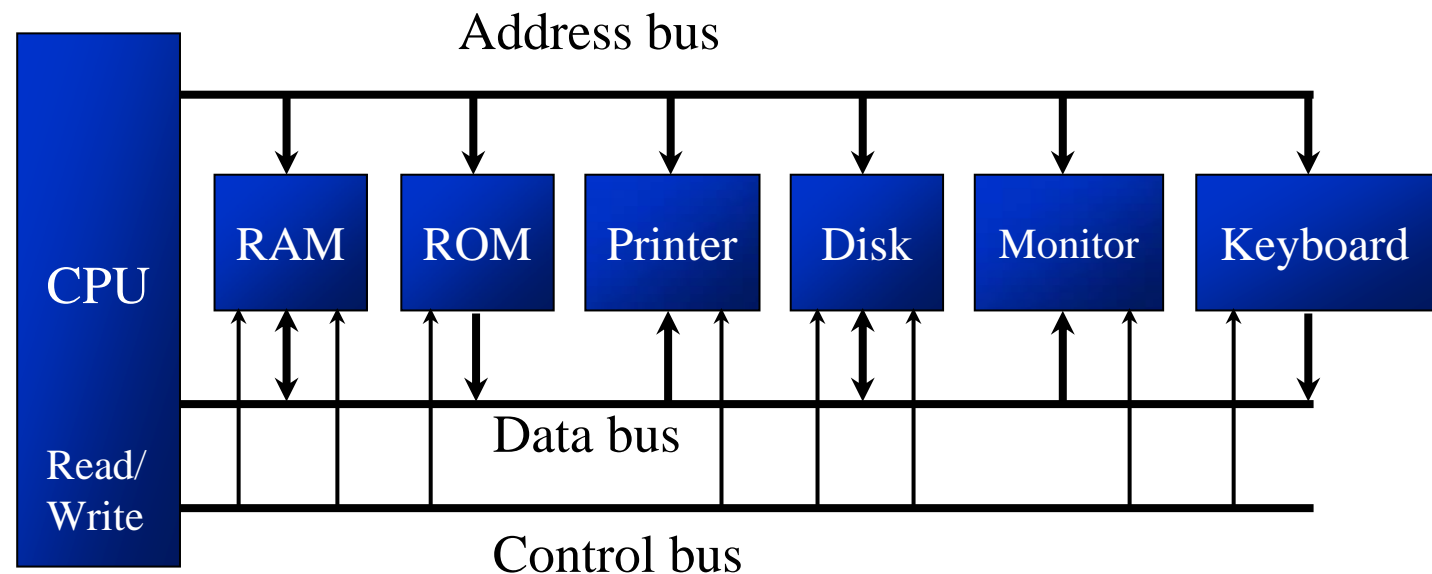 Address bus
CPU
RAM
ROM
Printer
Disk
Monitor
Keyboard
Data bus
Read/
Write
Control bus